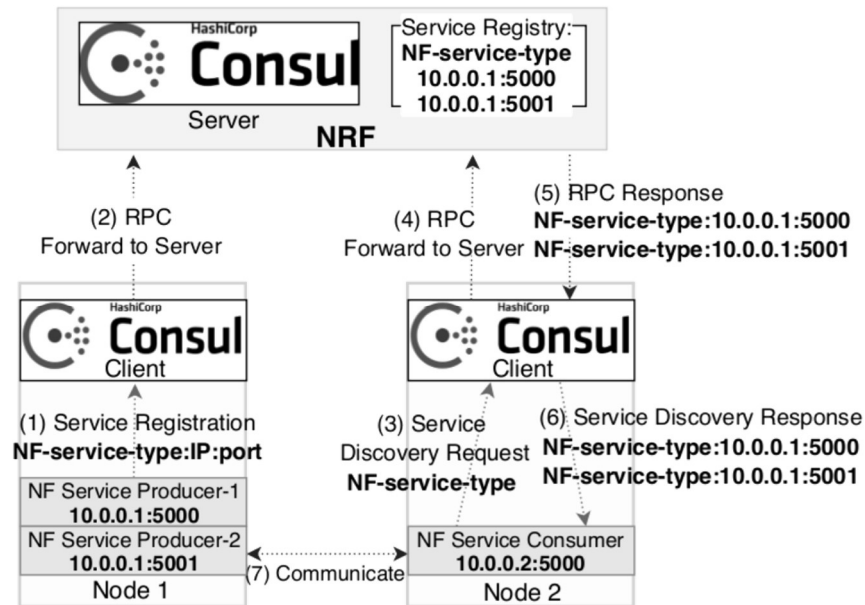 HashiCorp
Consul
Server
NRF
Service Registry:
NF-service-type
10.0.0.1:5000
10.0.0.1:5001
(2) RPC
Forward to Server
(4) RPC
Forward to Server
(5) RPC Response
NF-service-type:10.0.0.1:5000
NF-service-type:10.0.0.1:5001
HashiCorp
Consul
Client
(1) Service Registration
NF-service-type:IP:port
NF Service Producer-1
10.0.0.1:5000
NF Service Producer-2
10.0.0.1:5001
Node 1
HashiCorp
Consul
Client
(3) Service
Discovery Request
NF-service-type
(6) Service Discovery Response
NF-service-type:10.0.0.1:5000
NF-service-type:10.0.0.1:5001
NF Service Consumer
10.0.0.2:5000
(7) Communicate
Node 2